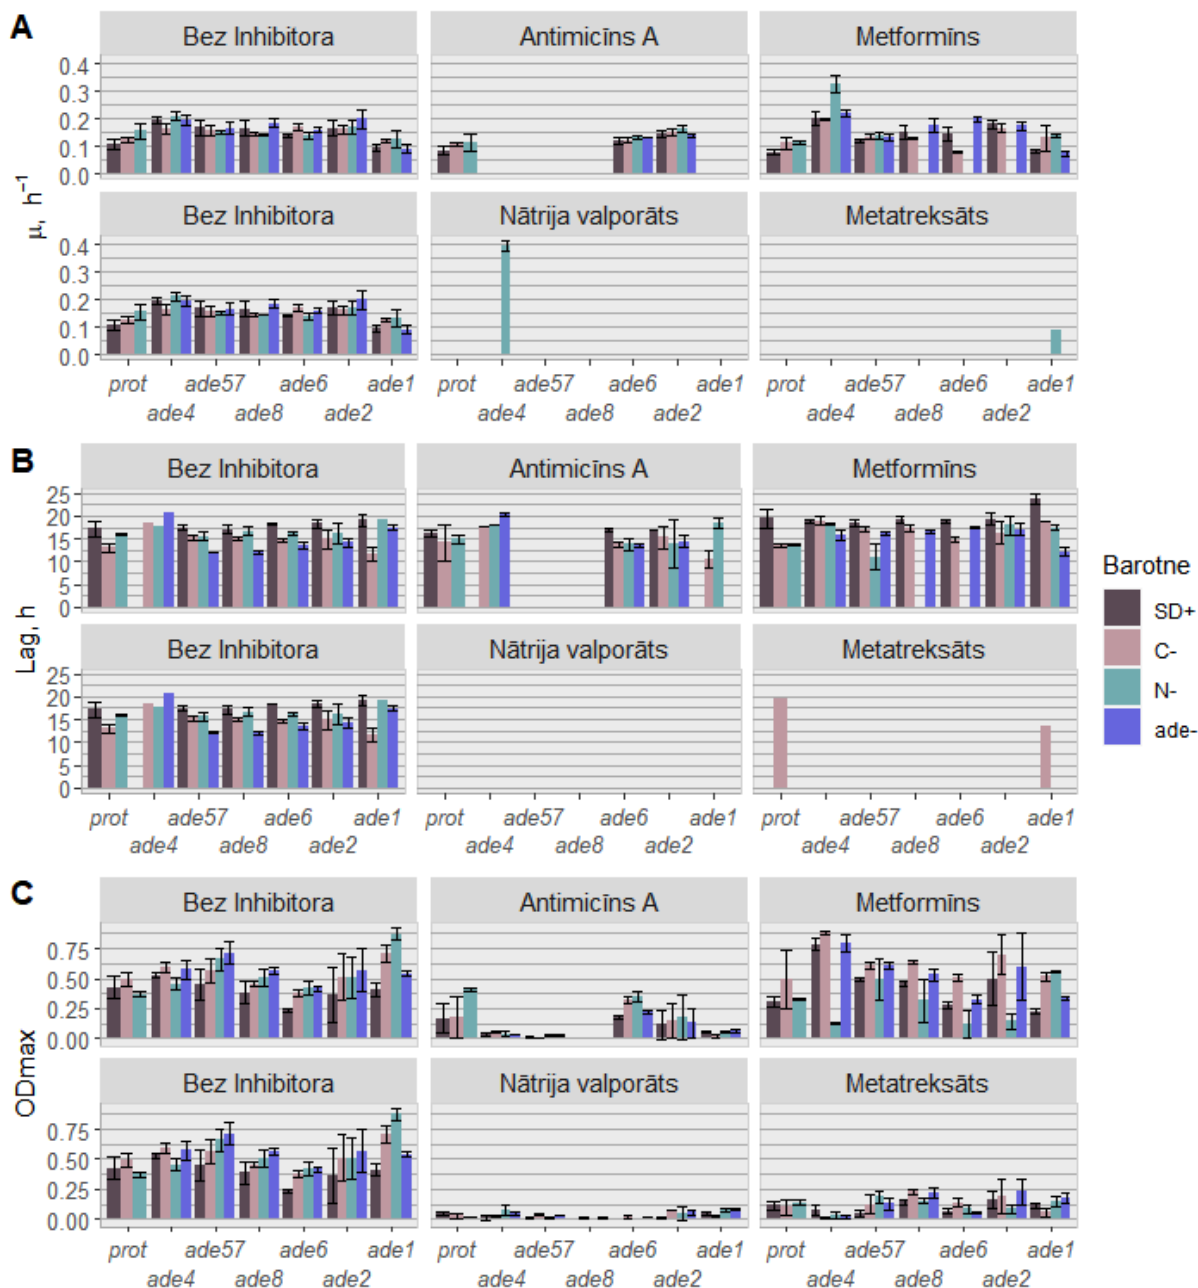 A
Bez Inhibitora Antimicīns A Metformīns
0.4
0.3
0.2
0.1
0.0
μ, h⁻¹
Bez Inhibitora Nātrija valporāts Metatreksāts
0.4
0.3
0.2
0.1
0.0
prot ade57 ade6 ade1 prot ade57 ade6 ade1 prot ade57 ade6 ade1
ade4 ade8 ade2 ade4 ade8 ade2 ade4 ade8 ade2
B
Bez Inhibitora Antimicīns A Metformīns
25
20
15
10
5
0
Lag, h
Bez Inhibitora Nātrija valporāts Metatreksāts
25
20
15
10
5
0
prot ade57 ade6 ade1 prot ade57 ade6 ade1 prot ade57 ade6 ade1
ade4 ade8 ade2 ade4 ade8 ade2 ade4 ade8 ade2
Barotne
SD+
C-
N-
ade-
C
Bez Inhibitora Antimicīns A Metformīns
0.75
0.50
0.25
0.00
ODmax
Bez Inhibitora Nātrija valporāts Metatreksāts
0.75
0.50
0.25
0.00
prot ade57 ade6 ade1 prot ade57 ade6 ade1 prot ade57 ade6 ade1
ade4 ade8 ade2 ade4 ade8 ade2 ade4 ade8 ade2